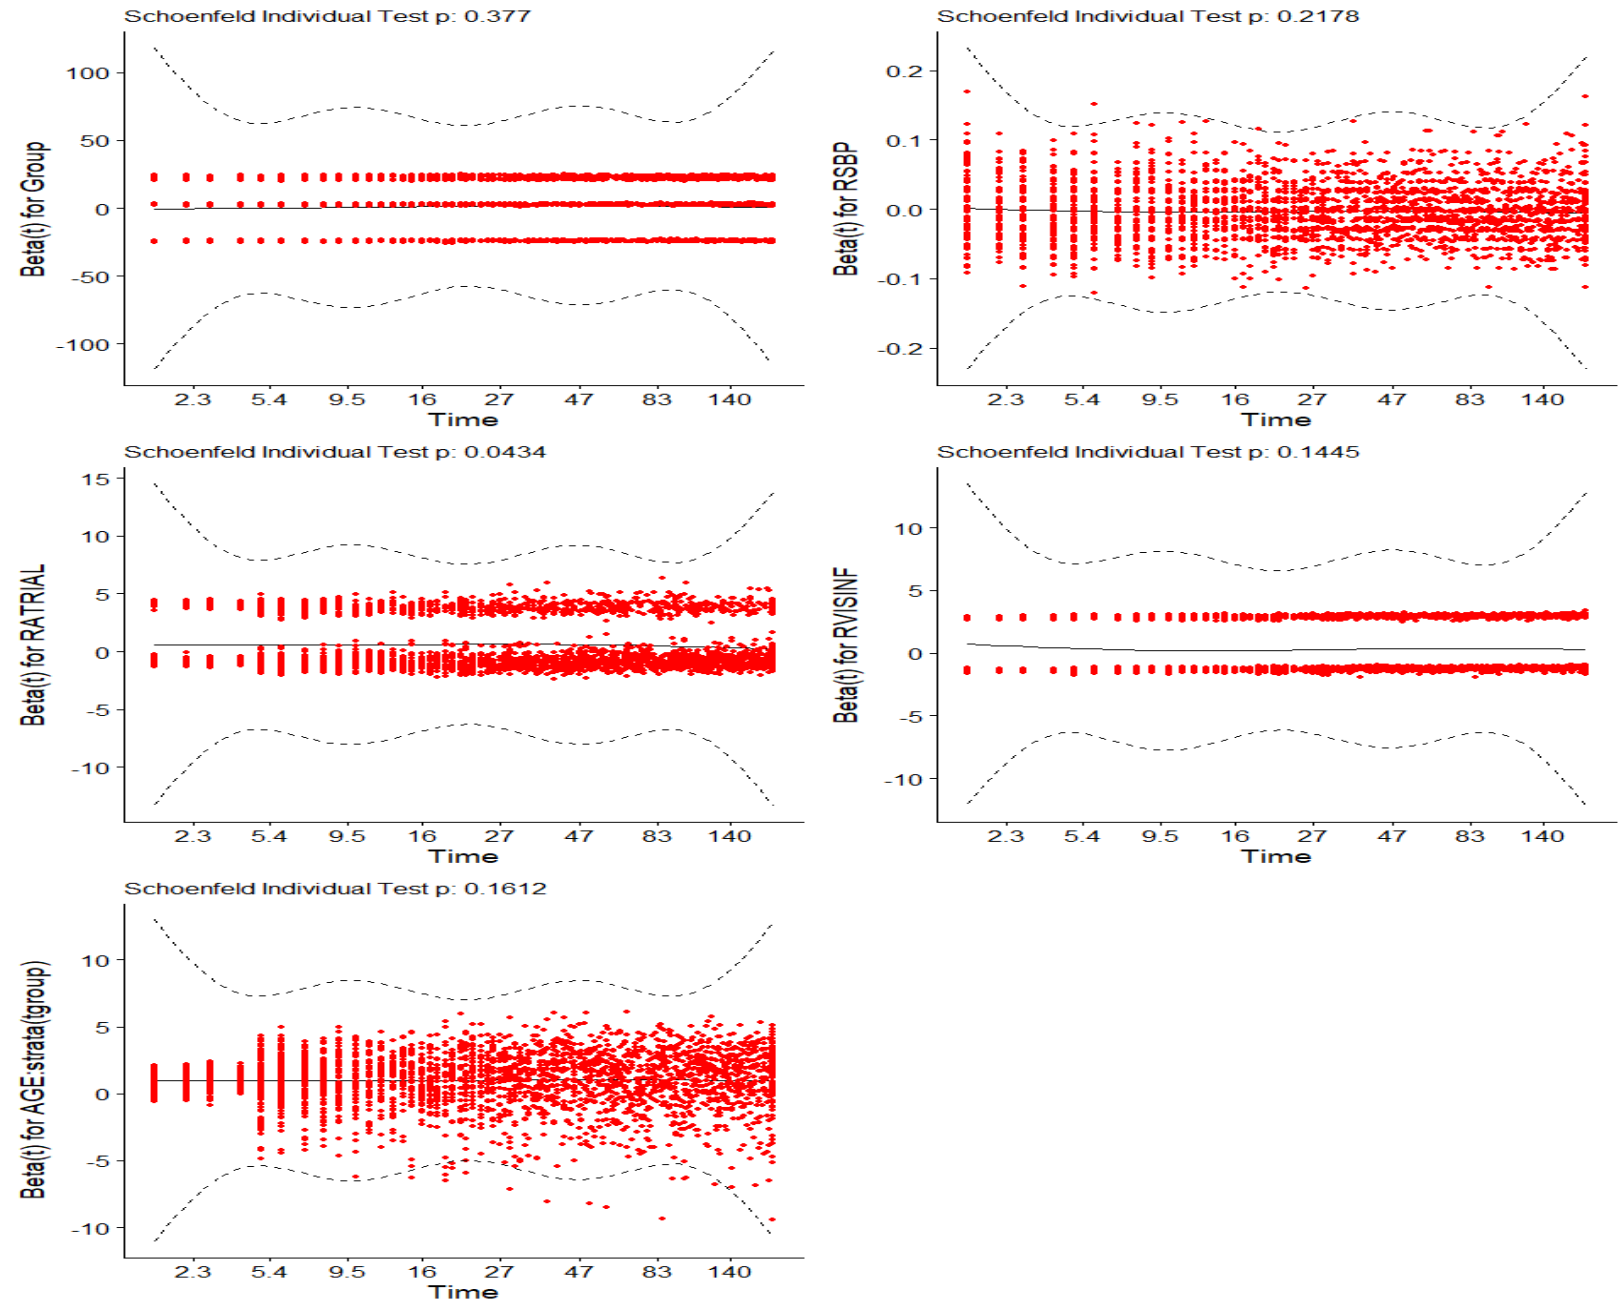 Schoenfeld Individual Test p: 0.377
100
50
0
-50
-100
Beta(t) for Group
2.3 5.4 9.5 16 27 47 83 140
Time
Schoenfeld Individual Test p: 0.2178
0.2
0.1
0.0
-0.1
-0.2
Beta(t) for RSBP
2.3 5.4 9.5 16 27 47 83 140
Time
Schoenfeld Individual Test p: 0.0434
15
10
5
0
-5
-10
Beta(t) for RATRIAL
2.3 5.4 9.5 16 27 47 83 140
Time
Schoenfeld Individual Test p: 0.1445
10
5
0
-5
-10
Beta(t) for RVISINF
2.3 5.4 9.5 16 27 47 83 140
Time
Schoenfeld Individual Test p: 0.1612
10
5
0
-5
-10
Beta(t) for AGE:strata(tgroup)
2.3 5.4 9.5 16 27 47 83 140
Time